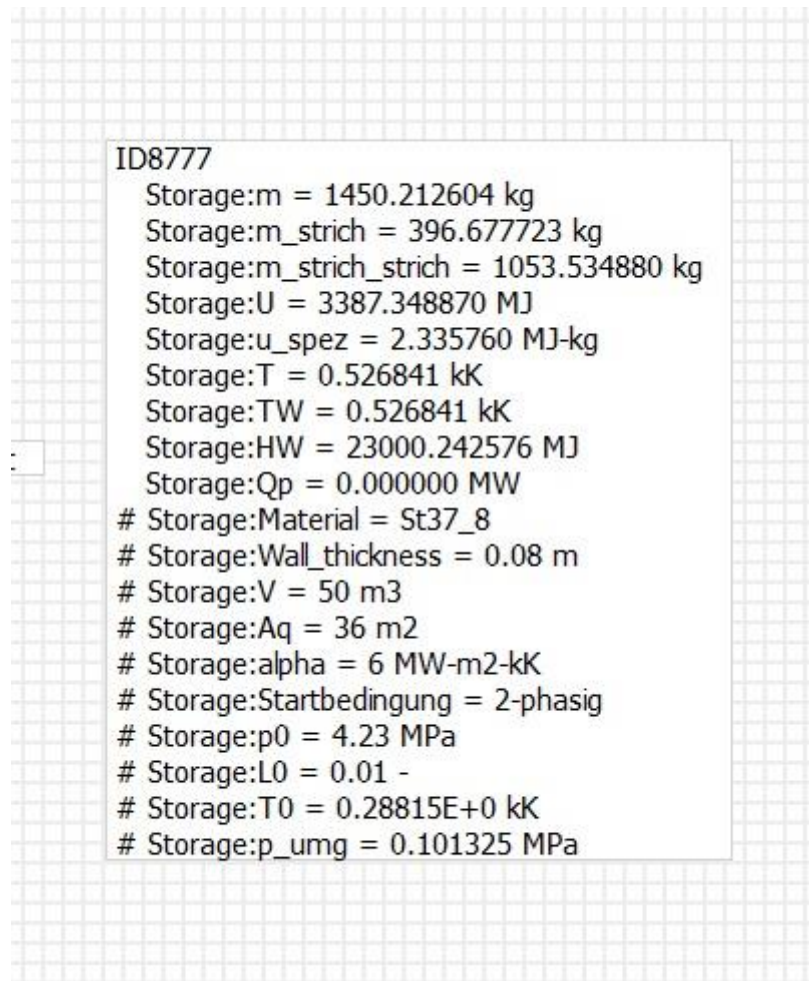 ID8777
Storage:m = 1450.212604 kg
Storage:m_strich = 396.677723 kg
Storage:m_strich_strich = 1053.534880 kg
Storage:U = 3387.348870 MJ
Storage:u_spez = 2.335760 MJ-kg
Storage:T = 0.526841 kK
Storage:TW = 0.526841 kK
Storage:HW = 23000.242576 MJ
Storage:Qp = 0.000000 MW
# Storage:Material = St37_8
# Storage:Wall_thickness = 0.08 m
# Storage:V = 50 m3
# Storage:Aq = 36 m2
# Storage:alpha = 6 MW-m2-kK
# Storage:Startbedingung = 2-phasig
# Storage:p0 = 4.23 MPa
# Storage:L0 = 0.01 -
# Storage:T0 = 0.28815E+0 kK
# Storage:p_umg = 0.101325 MPa